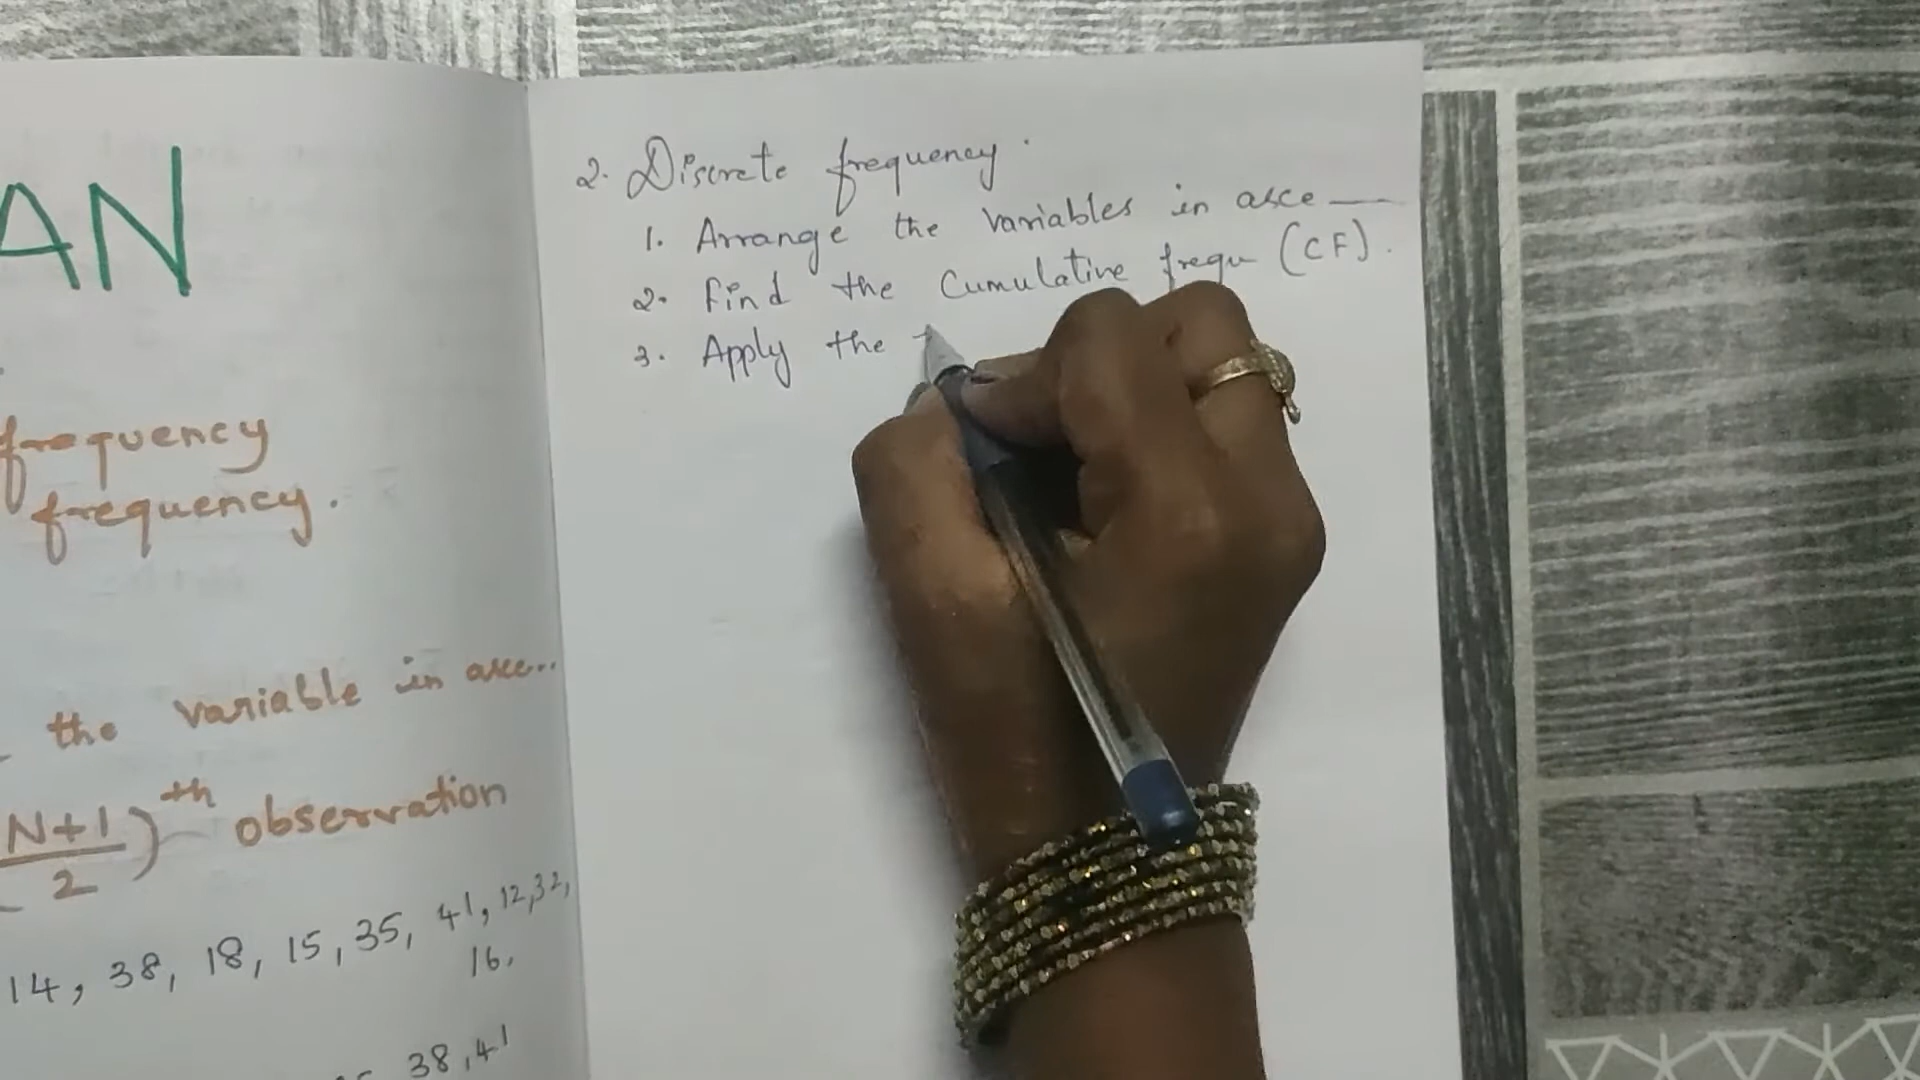 AN
frequency
frequency.
the variable in asce...
N+1
2
)th observation
14, 38, 18, 15, 35, 41, 12, 32,
16.
38, 41
2. Discrete frequency.
1. Arrange the variables in asce —
2. Find the Cumulative frequ (CF).
3. Apply the